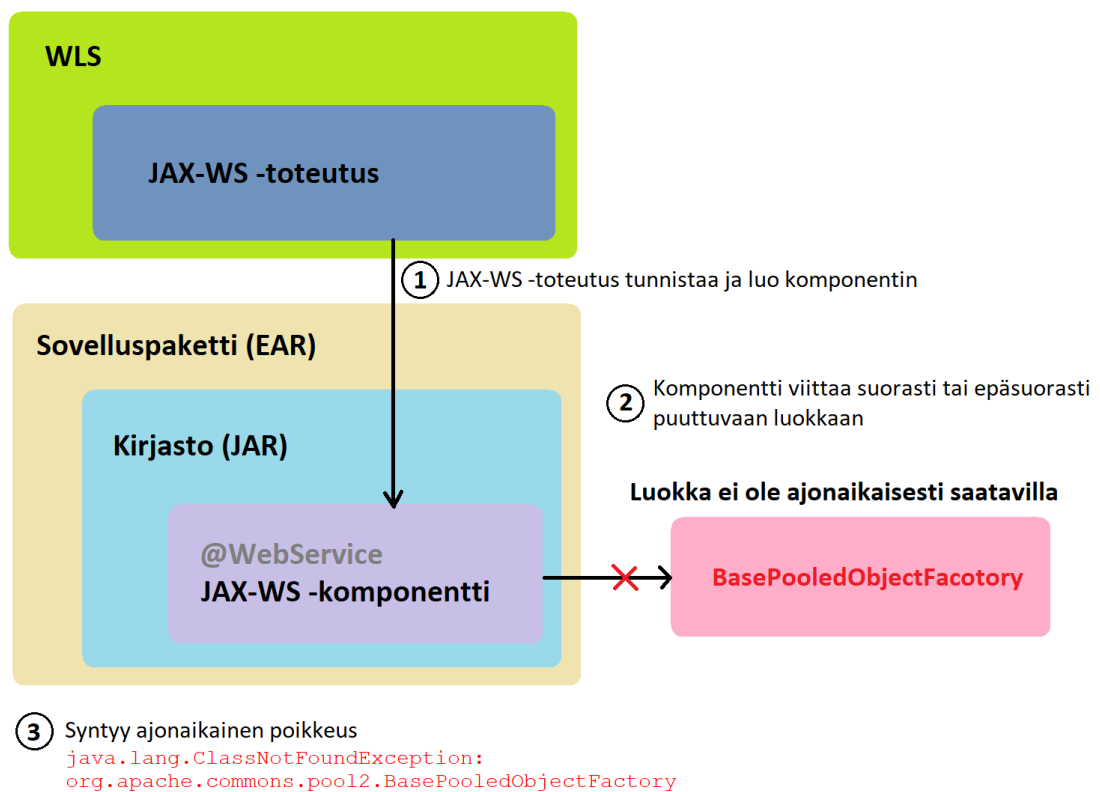 WLS
JAX-WS -toteutus
1 JAX-WS -toteutus tunnistaa ja luo komponentin
Sovelluspaketti (EAR)
2 Komponentti viittaa suorasti tai epäsuorasti
puuttuvaan luokkaan
Kirjasto (JAR)
Luokka ei ole ajonaikaisesti saatavilla
@WebService
JAX-WS -komponentti
BasePooledObjectFacotory
3 Syntyy ajonaikainen poikkeus
java.lang.ClassNotFoundException:
org.apache.commons.pool2.BasePooledObjectFactory